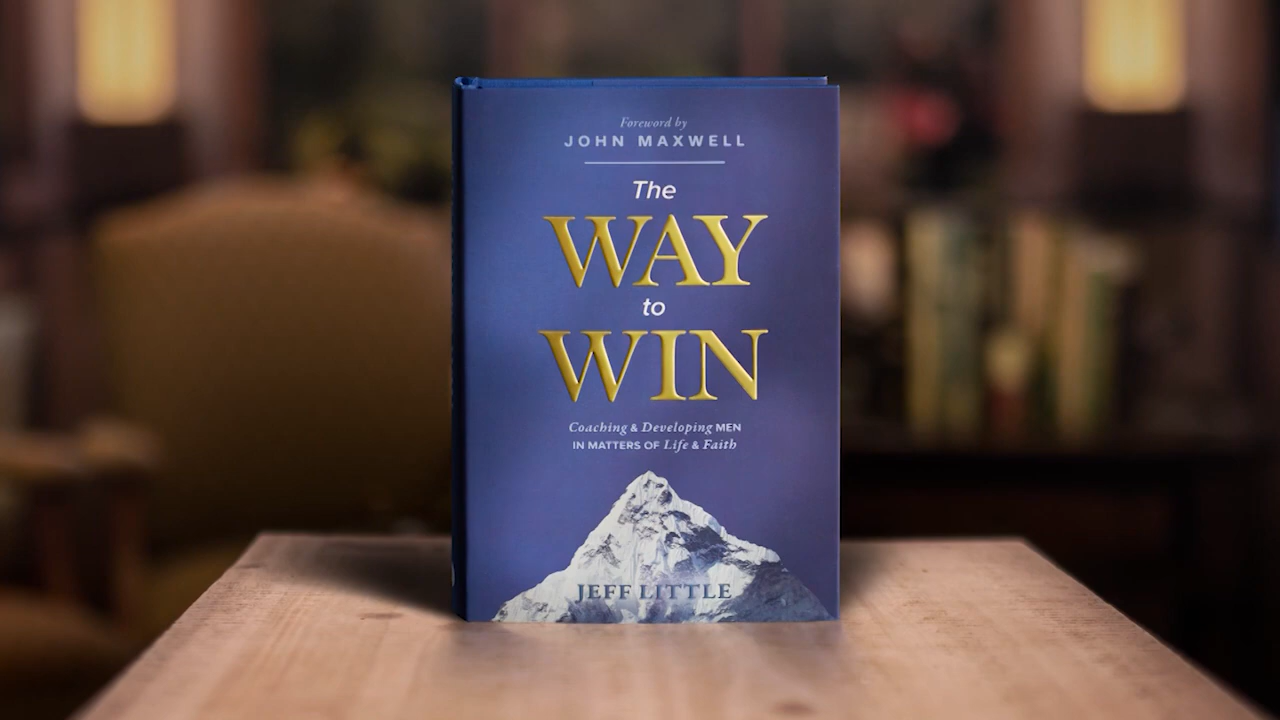 Foreword by
JOHN MAXWELL
The
WAY
to
WIN
Coaching & Developing MEN
IN MATTERS OF Life & Faith
JEFF LITTLE